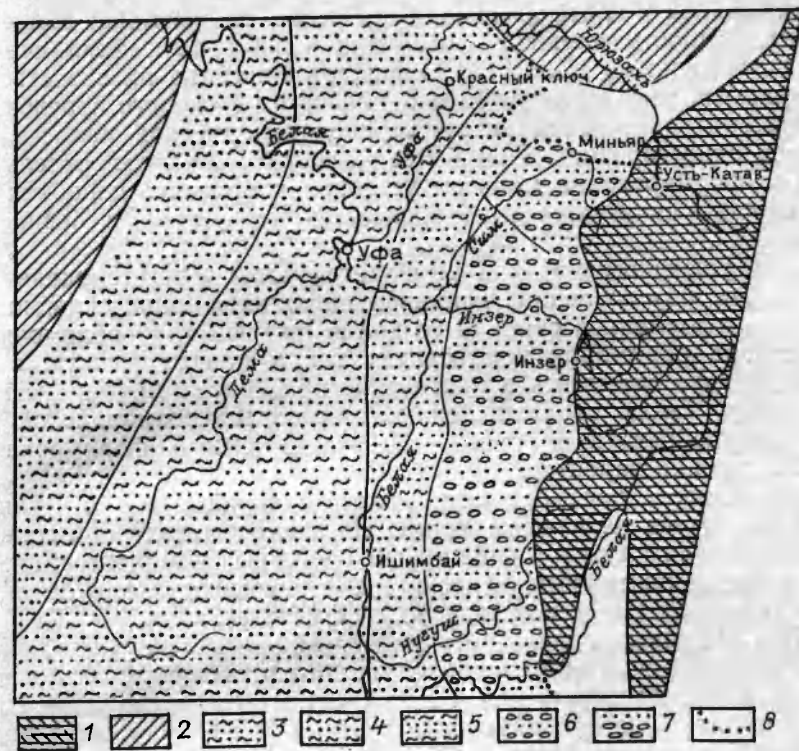 Юрюзань
Красный ключ
Белая
Уфа
Миньяр
Усть-Катав
Сим
Уфа
Инзер
Инзер
Дема
Белая
Белая
Ишимбай
Нугуш
1 2 3 4 5 6 7 8